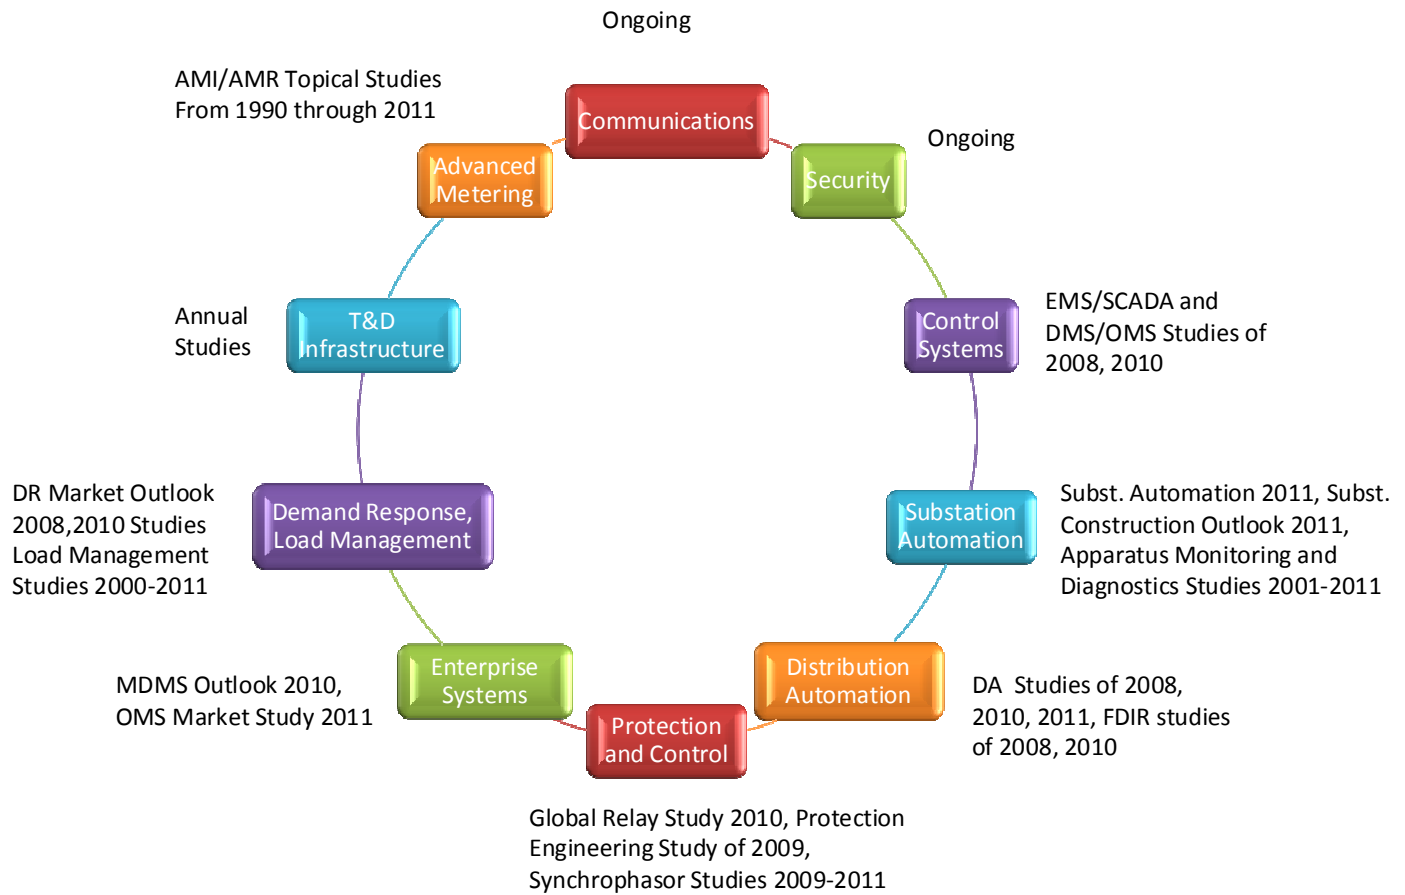 Ongoing
Communications
Ongoing
Security
EMS/SCADA and
DMS/OMS Studies of
2008, 2010
Control
Systems
Subst. Automation 2011, Subst.
Construction Outlook 2011,
Apparatus Monitoring and
Diagnostics Studies 2001-2011
Substation
Automation
Distribution
Automation
DA  Studies of 2008,
2010, 2011, FDIR studies
of 2008, 2010
Protection
and Control
Global Relay Study 2010, Protection
Engineering Study of 2009,
Synchrophasor Studies 2009-2011
Enterprise
Systems
MDMS Outlook 2010,
OMS Market Study 2011
Demand Response,
Load Management
DR Market Outlook
2008,2010 Studies
Load Management
Studies 2000-2011
T&D
Infrastructure
Annual
Studies
Advanced
Metering
AMI/AMR Topical Studies
From 1990 through 2011